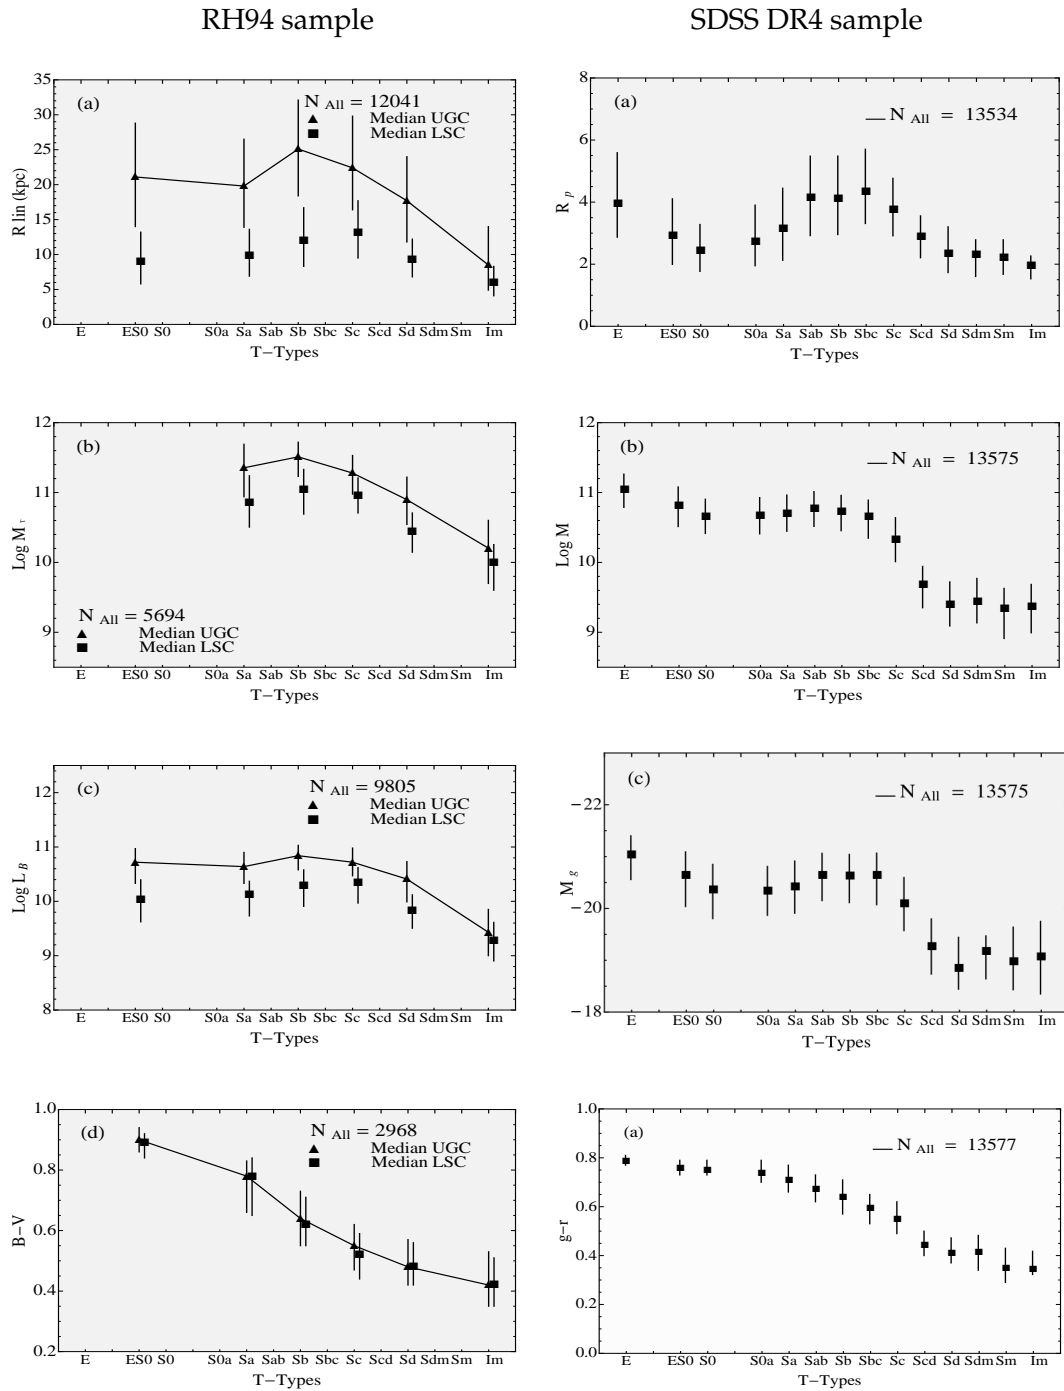 RH94 sample
SDSS DR4 sample
(a)
N All = 12041
Median UGC
Median LSC
R lin (kpc)
35
30
25
20
15
10
5
0
E ES0 S0 S0a Sa Sab Sb Sbc Sc Scd Sd Sdm Sm Im
T-Types
(a)
N All = 13534
R p
8
6
4
2
0
E ES0 S0 S0a Sa Sab Sb Sbc Sc Scd Sd Sdm Sm Im
T-Types
(b)
Log M τ
12
11
10
9
N All = 5694
Median UGC
Median LSC
E ES0 S0 S0a Sa Sab Sb Sbc Sc Scd Sd Sdm Sm Im
T-Types
(b)
N All = 13575
Log M
12
11
10
9
E ES0 S0 S0a Sa Sab Sb Sbc Sc Scd Sd Sdm Sm Im
T-Types
(c)
N All = 9805
Median UGC
Median LSC
Log L B
12
11
10
9
8
E ES0 S0 S0a Sa Sab Sb Sbc Sc Scd Sd Sdm Sm Im
T-Types
(c)
N All = 13575
M g
-22
-20
-18
E ES0 S0 S0a Sa Sab Sb Sbc Sc Scd Sd Sdm Sm Im
T-Types
(d)
N All = 2968
Median UGC
Median LSC
B-V
1.0
0.8
0.6
0.4
0.2
E ES0 S0 S0a Sa Sab Sb Sbc Sc Scd Sd Sdm Sm Im
T-Types
(a)
N All = 13577
g-r
1.0
0.8
0.6
0.4
0.2
0.0
E ES0 S0 S0a Sa Sab Sb Sbc Sc Scd Sd Sdm Sm Im
T-Types